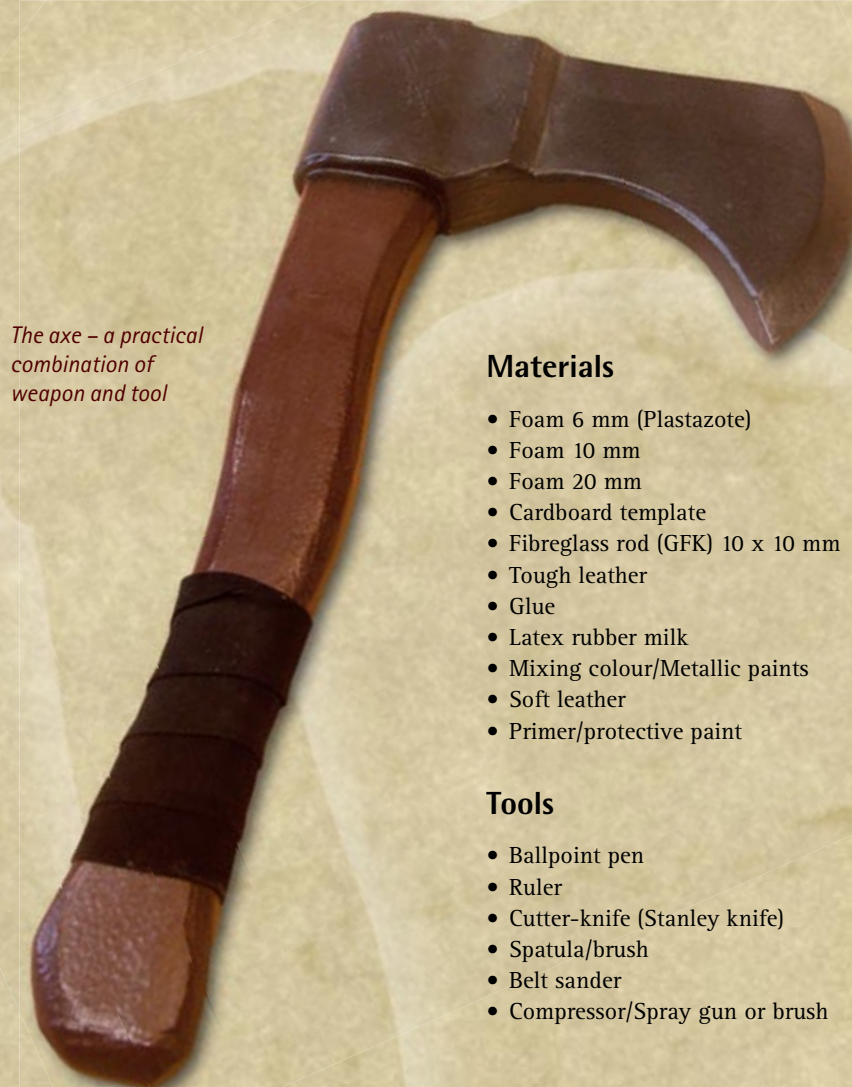 The axe – a practical
combination of
weapon and tool
Materials
• Foam 6 mm (Plastazote)
• Foam 10 mm
• Foam 20 mm
• Cardboard template
• Fibreglass rod (GFK) 10 x 10 mm
• Tough leather
• Glue
• Latex rubber milk
• Mixing colour/Metallic paints
• Soft leather
• Primer/protective paint
Tools
• Ballpoint pen
• Ruler
• Cutter-knife (Stanley knife)
• Spatula/brush
• Belt sander
• Compressor/Spray gun or brush